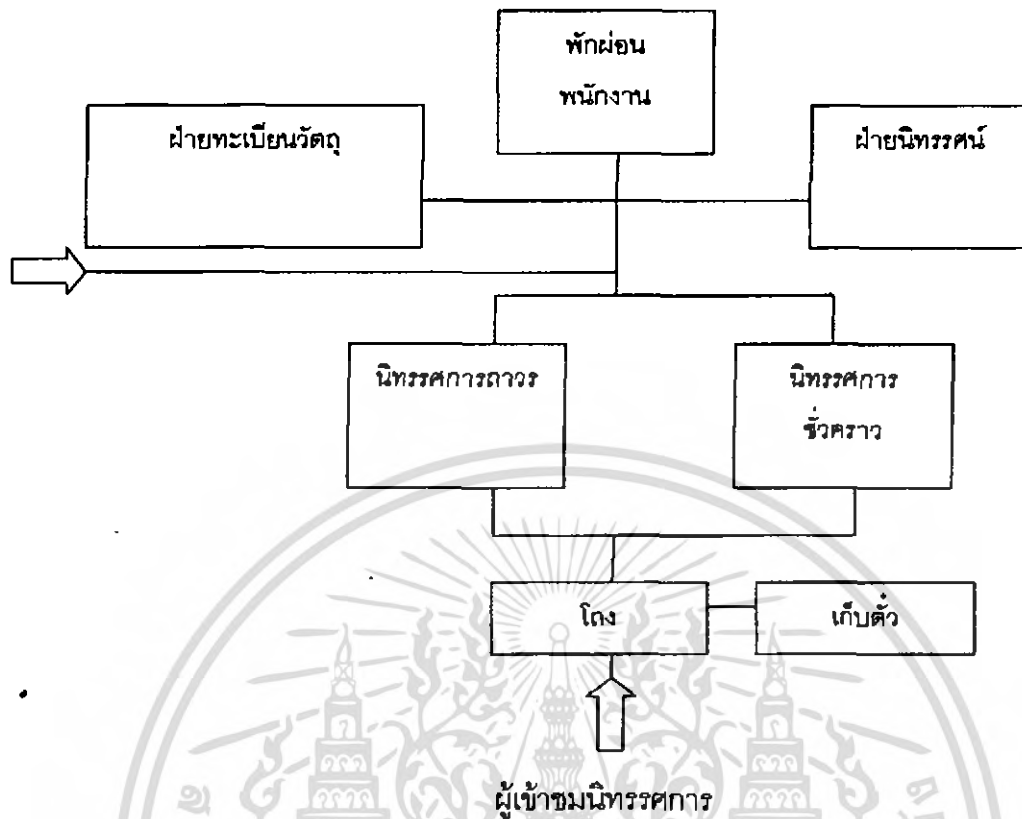 พักผ่อน
พนักงาน
ฝ่ายทะเบียนวัตถุ
ฝ่ายนิทรรศน์
นิทรรศการถาวร
นิทรรศการ
ชั่วคราว
โถง
เก็บตั๋ว
ผู้เข้าชมนิทรรศการ